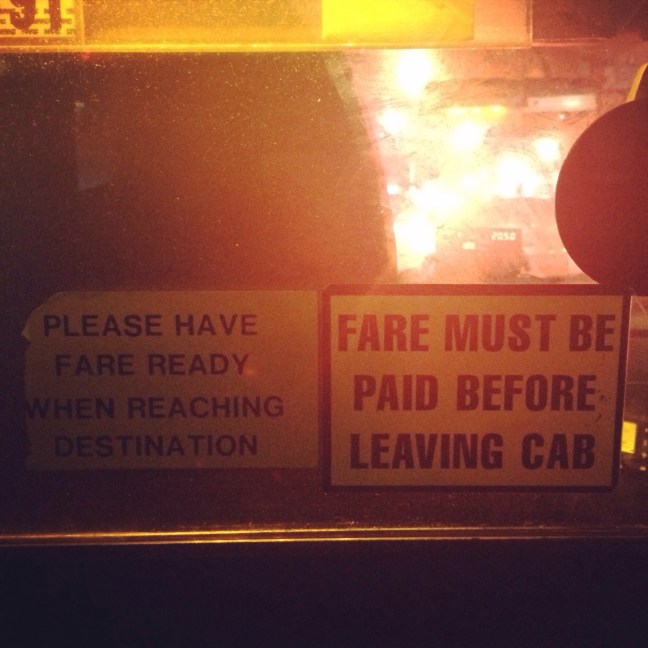 PLEASE HAVE
FARE READY
WHEN REACHING
DESTINATION
FARE MUST BE
PAID BEFORE
LEAVING CAB